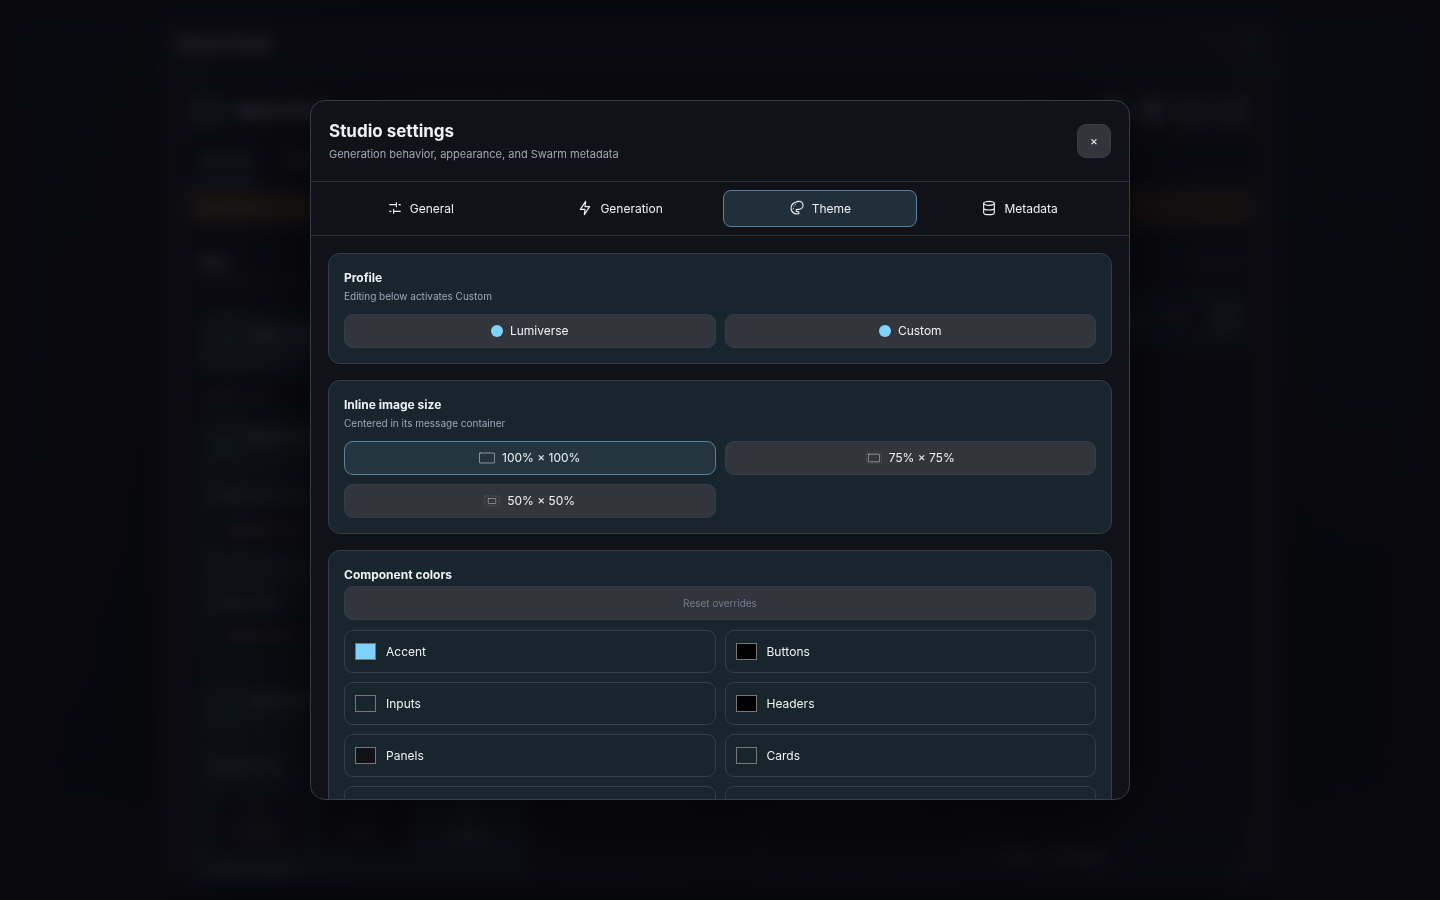 Studio settings
Generation behavior, appearance, and Swarm metadata
×
General
Generation
Theme
Metadata
Profile
Editing below activates Custom
Lumiverse
Custom
Inline image size
Centered in its message container
100% × 100%
75% × 75%
50% × 50%
Component colors
Reset overrides
Accent
Buttons
Inputs
Headers
Panels
Cards